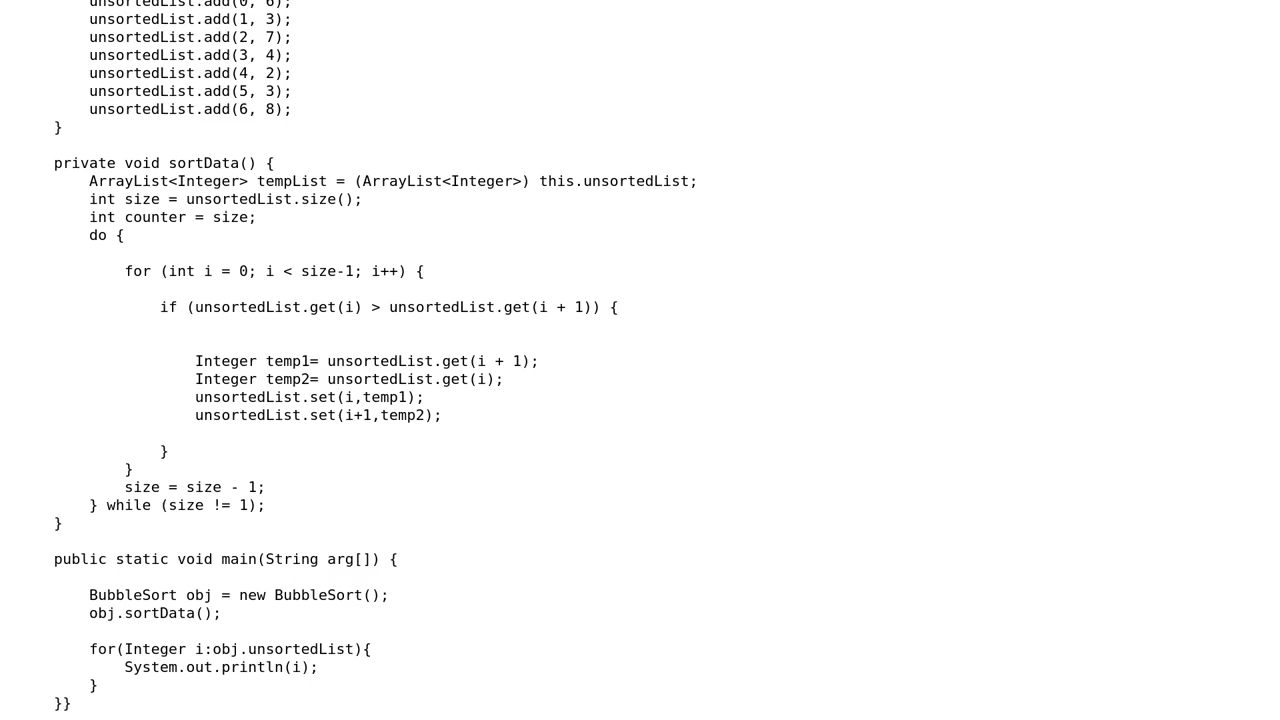 unsortedList.add(0, 6);
unsortedList.add(1, 3);
unsortedList.add(2, 7);
unsortedList.add(3, 4);
unsortedList.add(4, 2);
unsortedList.add(5, 3);
unsortedList.add(6, 8);
}
private void sortData() {
ArrayList<Integer> tempList = (ArrayList<Integer>) this.unsortedList;
int size = unsortedList.size();
int counter = size;
do {
for (int i = 0; i < size-1; i++) {
if (unsortedList.get(i) > unsortedList.get(i + 1)) {
Integer temp1= unsortedList.get(i + 1);
Integer temp2= unsortedList.get(i);
unsortedList.set(i,temp1);
unsortedList.set(i+1,temp2);
}
}
size = size - 1;
} while (size != 1);
}
public static void main(String arg[]) {
BubbleSort obj = new BubbleSort();
obj.sortData();
for(Integer i:obj.unsortedList){
System.out.println(i);
}
}}